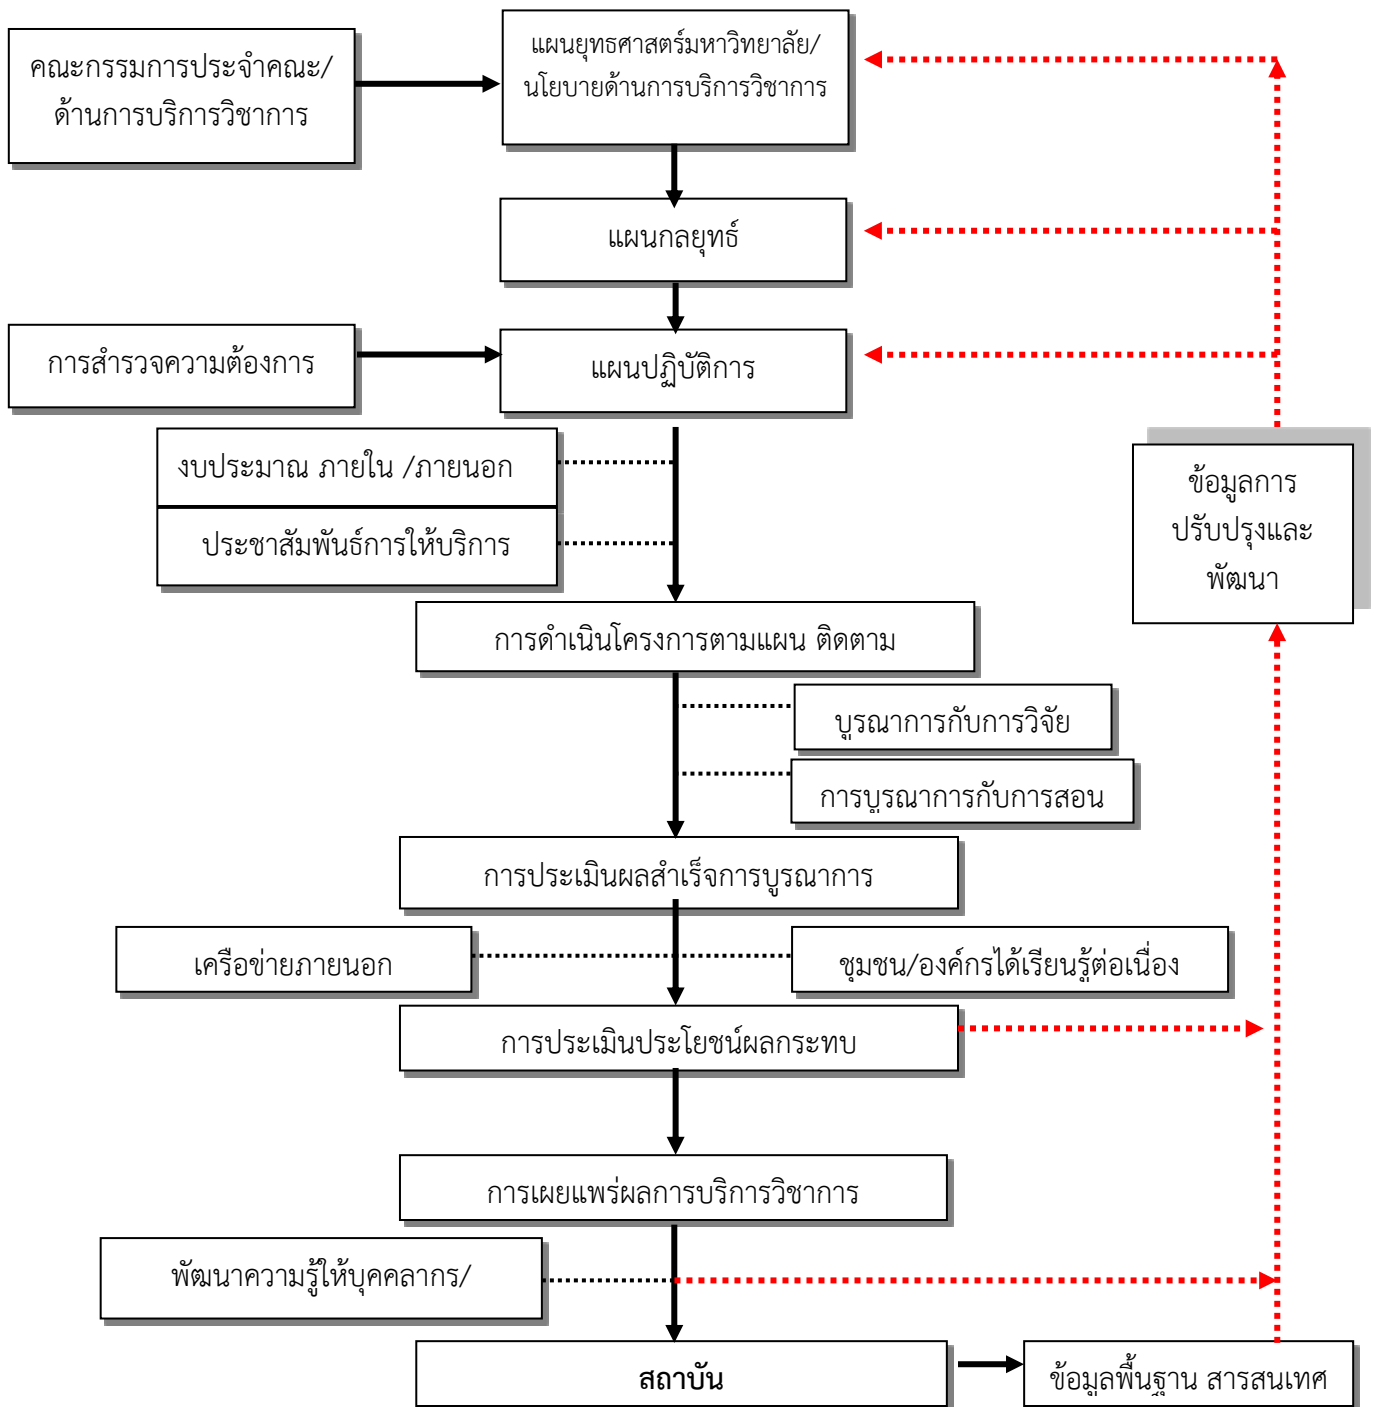 คณะกรรมการประจำคณะ/
ด้านการบริการวิชาการ
แผนยุทธศาสตร์มหาวิทยาลัย/
นโยบายด้านการบริการวิชาการ
แผนกลยุทธ์
การสำรวจความต้องการ
แผนปฏิบัติการ
งบประมาณ ภายใน /ภายนอก
ประชาสัมพันธ์การให้บริการ
ข้อมูลการ
ปรับปรุงและ
พัฒนา
การดำเนินโครงการตามแผน ติดตาม
บูรณาการกับการวิจัย
การบูรณาการกับการสอน
การประเมินผลสำเร็จการบูรณาการ
เครือข่ายภายนอก
ชุมชน/องค์กรได้เรียนรู้ต่อเนื่อง
การประเมินประโยชน์ผลกระทบ
การเผยแพร่ผลการบริการวิชาการ
พัฒนาความรู้ให้บุคคลากร/
สถาบัน
ข้อมูลพื้นฐาน สารสนเทศ